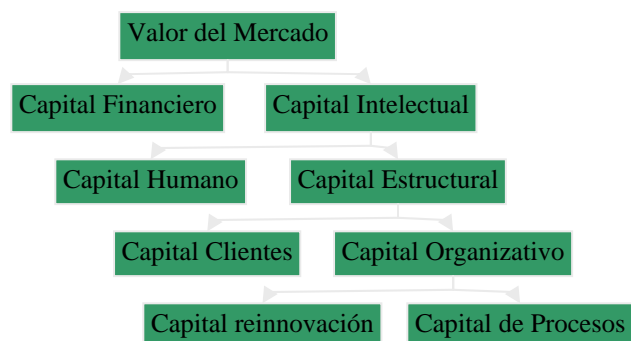 Valor del Mercado
Capital Financiero
Capital Intelectual
Capital Humano
Capital Estructural
Capital Clientes
Capital Organizativo
Capital reinnovación
Capital de Procesos